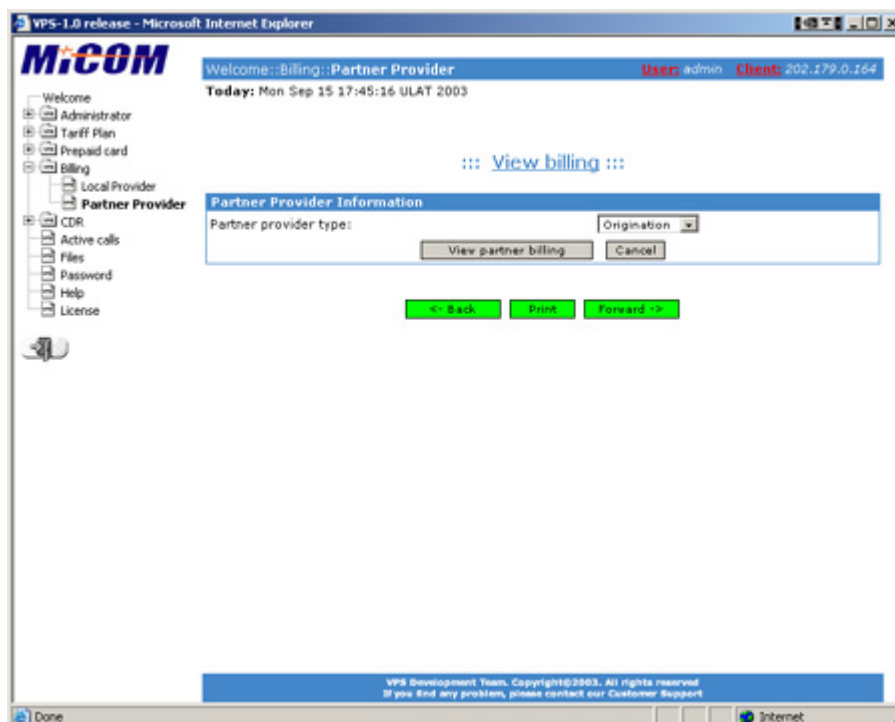 VPS-1.0 release - Microsoft Internet Explorer
MiCOM
Welcome::Billing::Partner Provider User: admin Client: 202.179.0.164
Today: Mon Sep 15 17:45:16 ULAT 2003
Welcome
Administrator
Tariff Plan
Prepaid card
Billing
Local Provider
Partner Provider
CDR
Active calls
Files
Password
Help
License
::: View billing :::
Partner Provider Information
Partner provider type: Origination
View partner billing Cancel
<- Back Print Forward ->
VPS Development Team. Copyright©2003. All rights reserved
If you find any problem, please contact our Customer Support
Done Internet